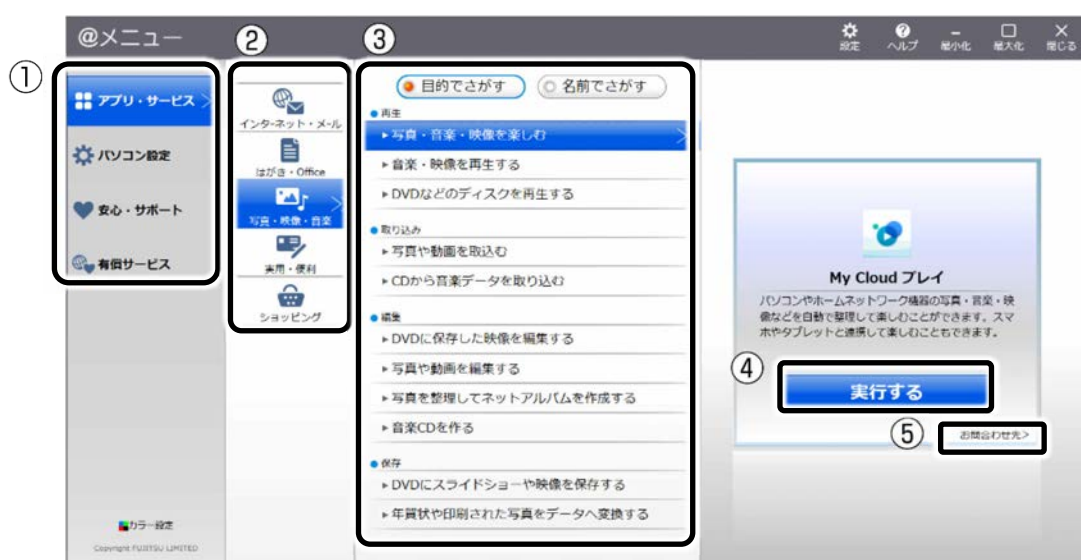 @メニュー
②
③
設定
ヘルプ
最小化
最大化
閉じる
①
アプリ・サービス
パソコン設定
安心・サポート
有償サービス
インターネット・メール
はがき・Office
写真・映像・音楽
実用・便利
ショッピング
目的でさがす
名前でさがす
再生
写真・音楽・映像を楽しむ
音楽・映像を再生する
DVDなどのディスクを再生する
取り込み
写真や動画を取込む
CDから音楽データを取り込む
編集
DVDに保存した映像を編集する
写真や動画を編集する
写真を整理してネットアルバムを作成する
音楽CDを作る
保存
DVDにスライドショーや映像を保存する
年賀状や印刷された写真をデータへ変換する
My Cloud プレイ
パソコンやホームネットワーク機器の写真・音楽・映
像などを自動で整理して楽しむことができます。スマ
ホやタブレットと連携して楽しむこともできます。
④
実行する
⑤
お問合わせ先>
カラー設定
Copyright FUJITSU LIMITED